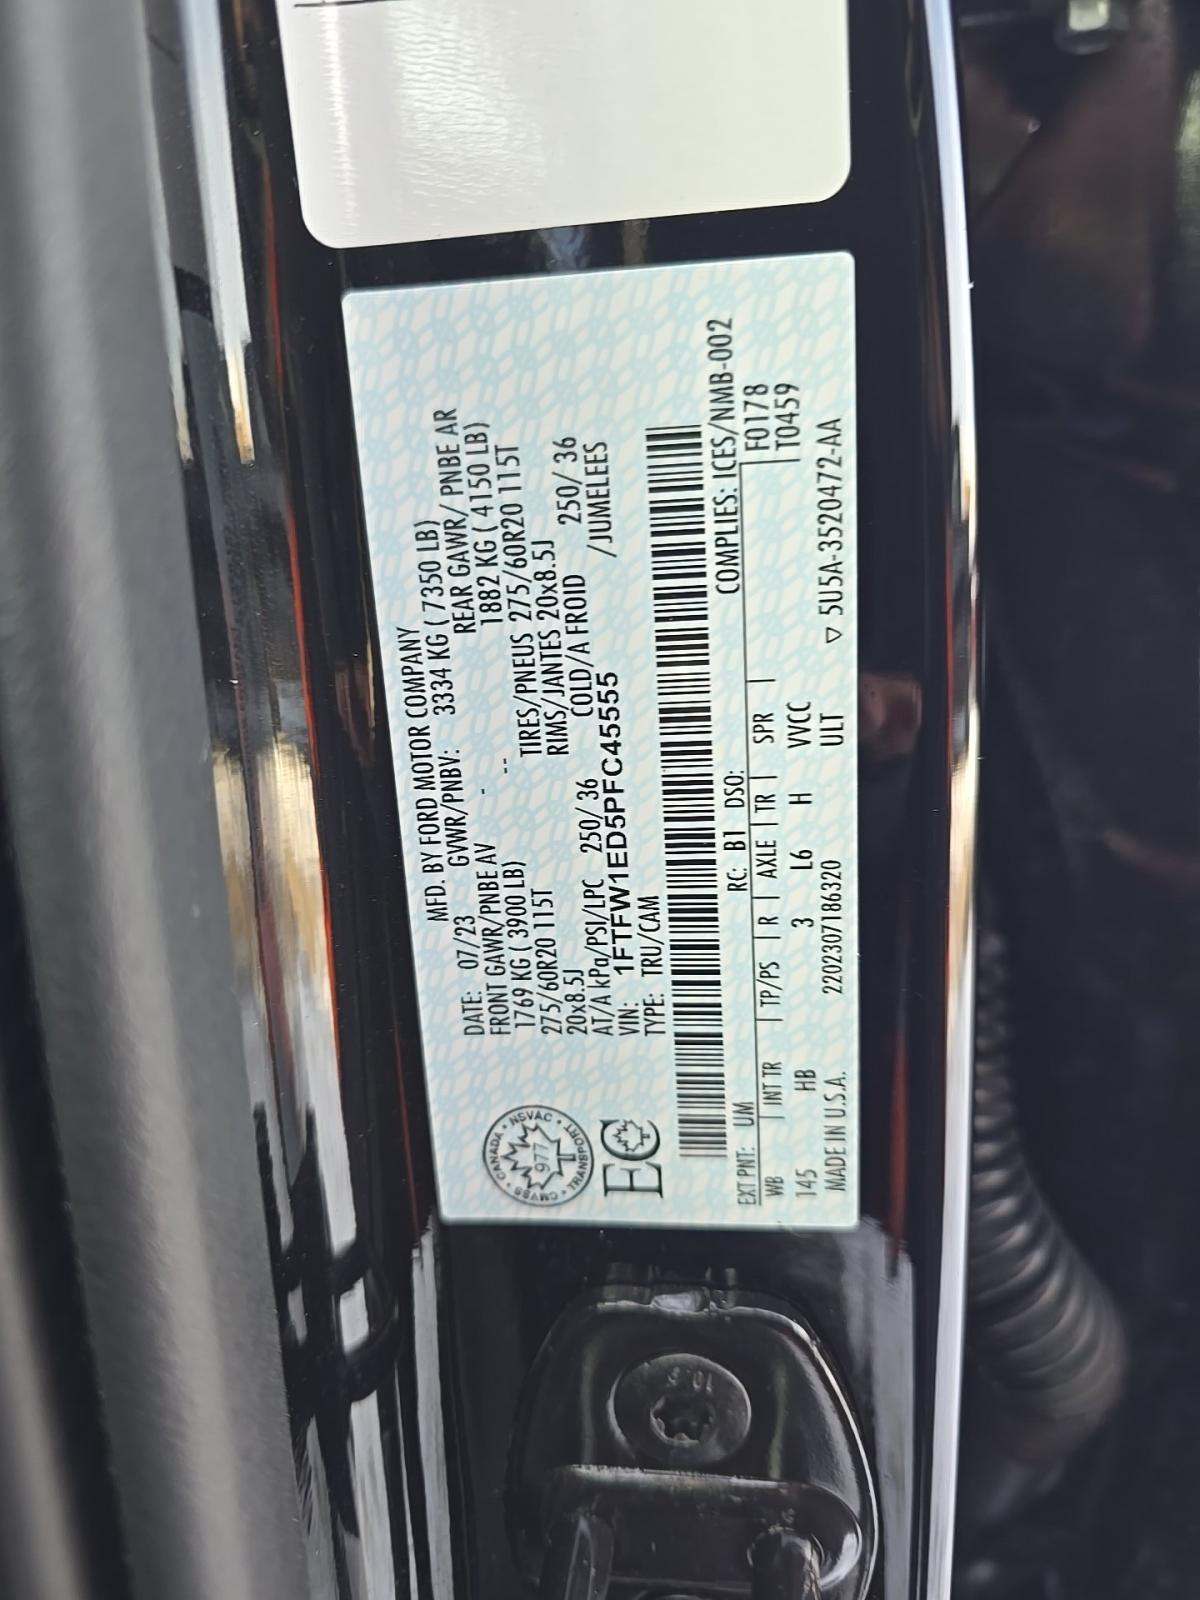 MFD. BY FORD MOTOR COMPANY
DATE: 07/23 GVWR/PNBV: 3334 KG ( 7350 LB)
FRONT GAWR/PNBE AV REAR GAWR/ PNBE AR
1769 KG ( 3900 LB) - -- 1882 KG ( 4150 LB)
275/60R20 115T TIRES/PNEUS 275/60R20 115T
20x8.5J RIMS/JANTES 20x8.5J
AT/A kPa/PSI/LPC 250/ 36 COLD/A FROID 250/ 36
VIN: 1FTFW1ED5PFC45555 /JUMELEES
TYPE: TRU/CAM
CANADA • NSVAC • TRANSPORT • CMVSS •
977
EC
COMPLIES: ICES/NMB-002
EXT PNT: UM RC: B1 DSO: F0178
WB INT TR TP/PS R AXLE TR SPR T0459
145 HB 3 L6 H WCC
MADE IN U.S.A. 2202307186320 ULT ▽ 5U5A-3520472-AA
10.9